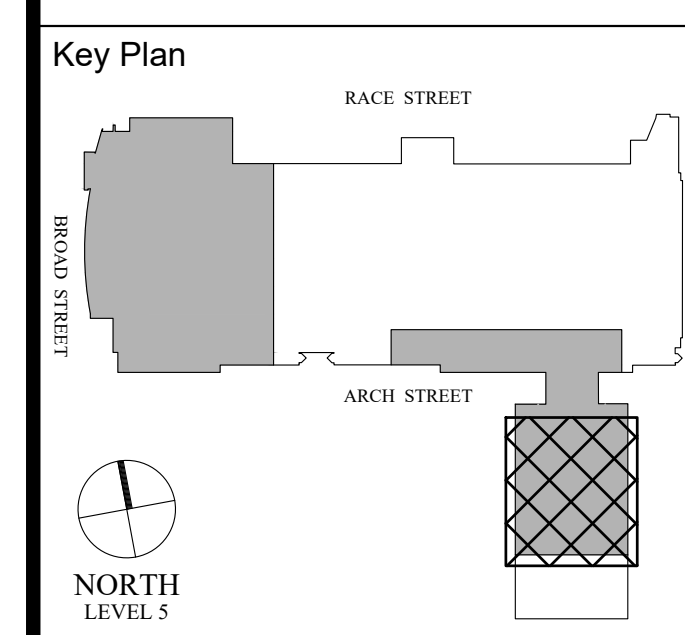 Key Plan
RACE STREET
BROAD STREET
ARCH STREET
NORTH
LEVEL 5